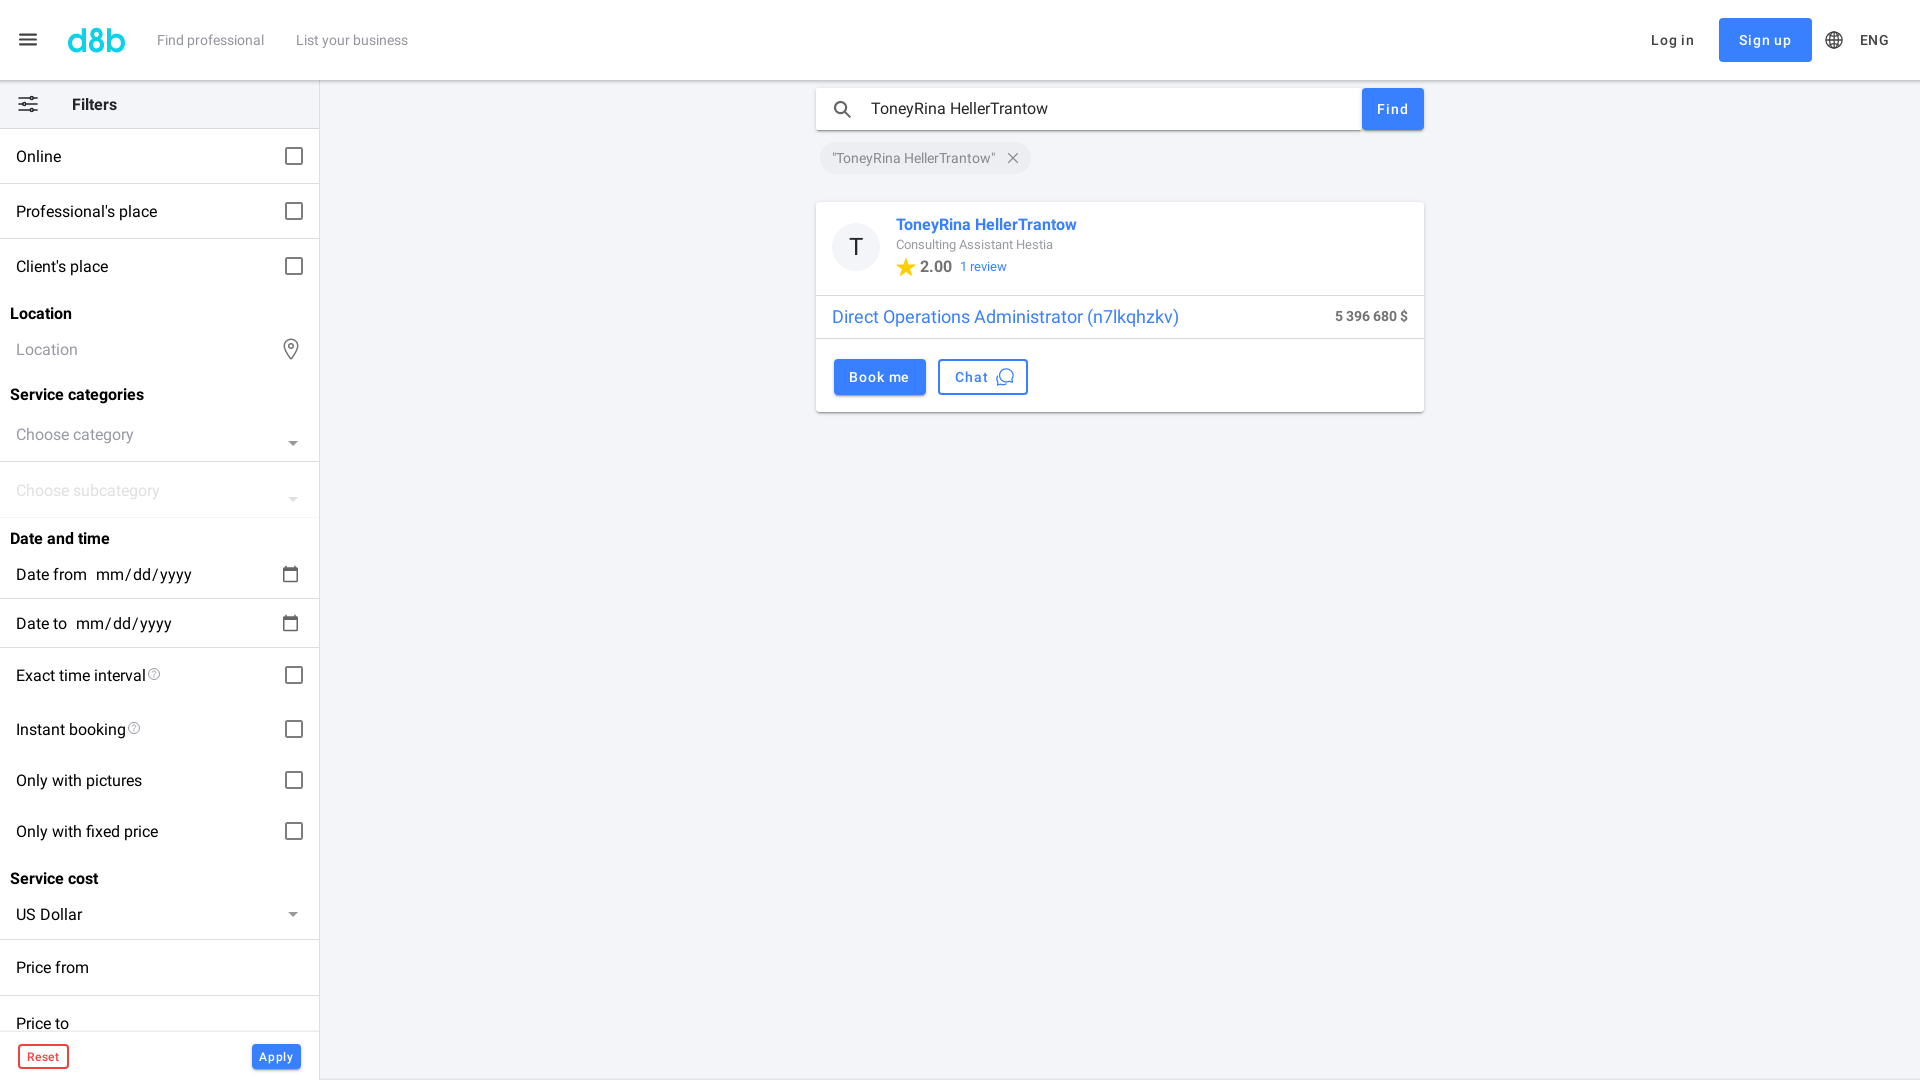 d8b
Find professional
List your business
Log in
Sign up
ENG
Filters
Online
Professional's place
Client's place
Location
Location
Service categories
Choose category
Choose subcategory
Date and time
Date from mm/dd/yyyy
Date to mm/dd/yyyy
Exact time interval
Instant booking
Only with pictures
Only with fixed price
Service cost
US Dollar
Price from
Price to
Reset
Apply
ToneyRina HellerTrantow
Find
"ToneyRina HellerTrantow"
T
ToneyRina HellerTrantow
Consulting Assistant Hestia
2.00 1 review
Direct Operations Administrator (n7lkqhzkv)
5 396 680 $
Book me
Chat